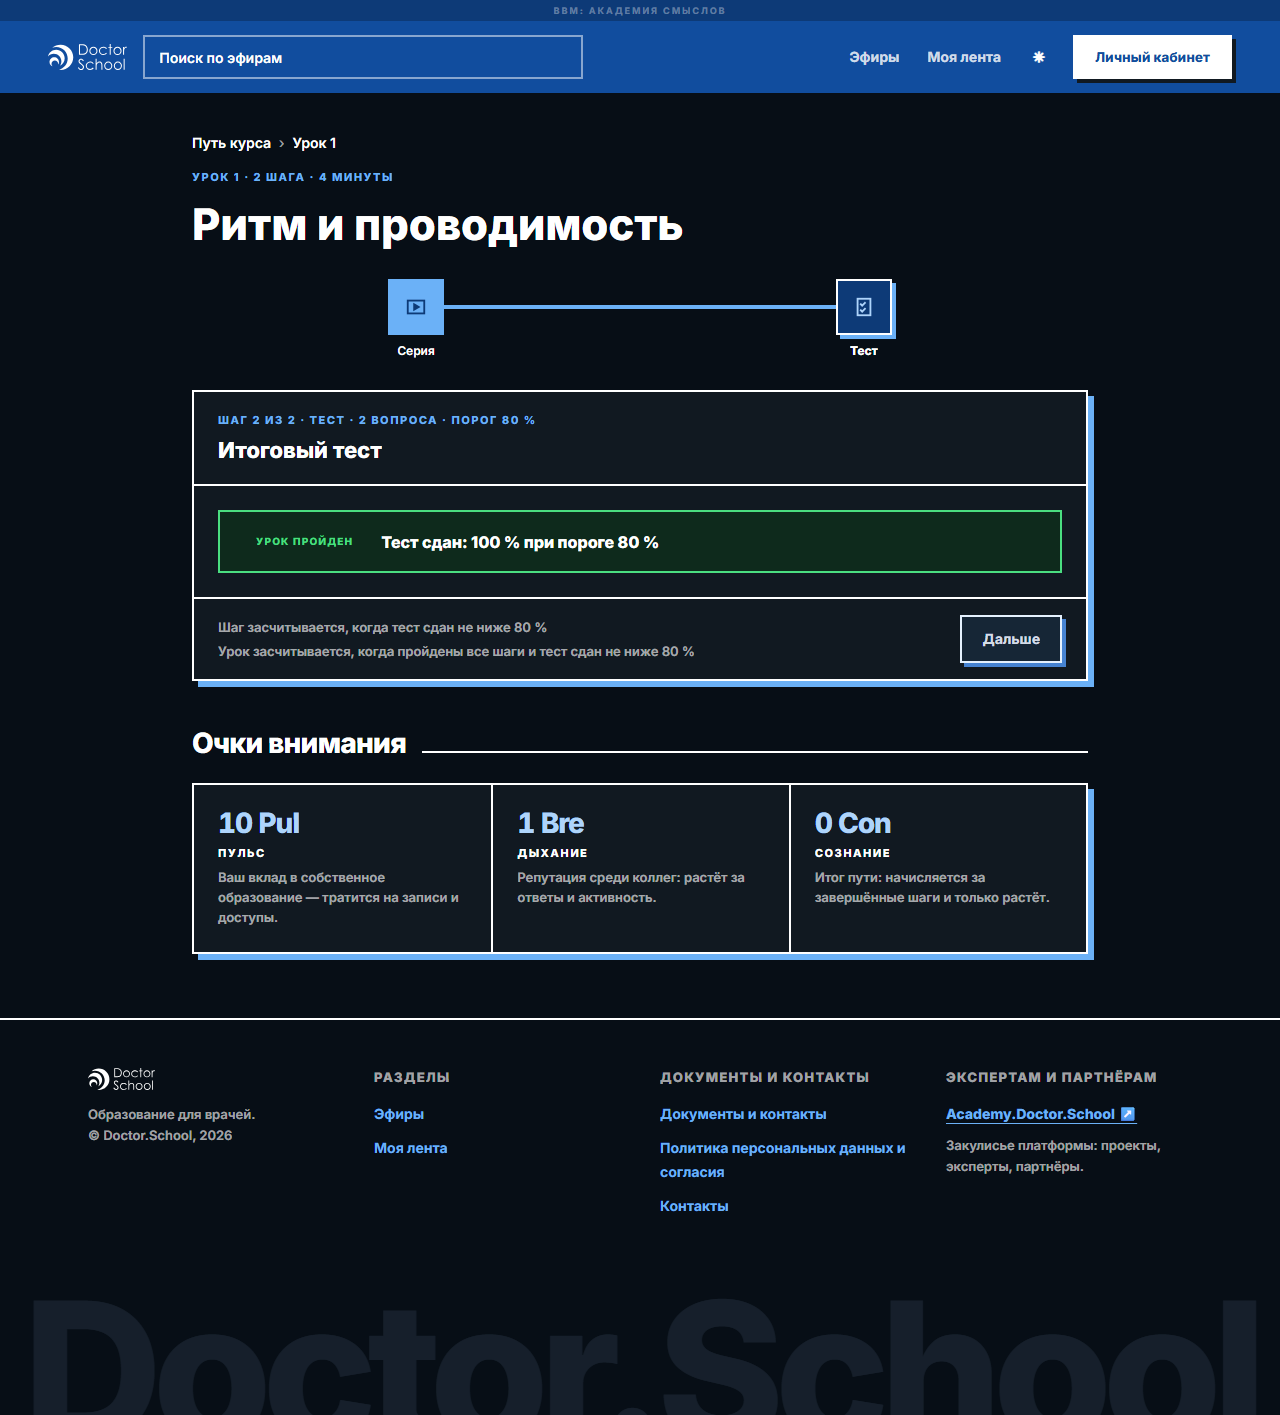 ВВМ: АКАДЕМИЯ СМЫСЛОВ
Doctor
School
Поиск по эфирам
Эфиры
Моя лента
Личный кабинет
Путь курса › Урок 1
УРОК 1 · 2 ШАГА · 4 МИНУТЫ
Ритм и проводимость
Серия
Тест
ШАГ 2 ИЗ 2 · ТЕСТ · 2 ВОПРОСА · ПОРОГ 80 %
Итоговый тест
УРОК ПРОЙДЕН
Тест сдан: 100 % при пороге 80 %
Шаг засчитывается, когда тест сдан не ниже 80 %
Урок засчитывается, когда пройдены все шаги и тест сдан не ниже 80 %
Дальше
Очки внимания
10 Pul
ПУЛЬС
Ваш вклад в собственное
образование — тратится на записи и
доступы.
1 Bre
ДЫХАНИЕ
Репутация среди коллег: растёт за
ответы и активность.
0 Con
СОЗНАНИЕ
Итог пути: начисляется за
завершённые шаги и только растёт.
Doctor
School
Образование для врачей.
© Doctor.School, 2026
РАЗДЕЛЫ
Эфиры
Моя лента
ДОКУМЕНТЫ И КОНТАКТЫ
Документы и контакты
Политика персональных данных и
согласия
Контакты
ЭКСПЕРТАМ И ПАРТНЁРАМ
Academy.Doctor.School
Закулисье платформы: проекты,
эксперты, партнёры.
Doctor.School